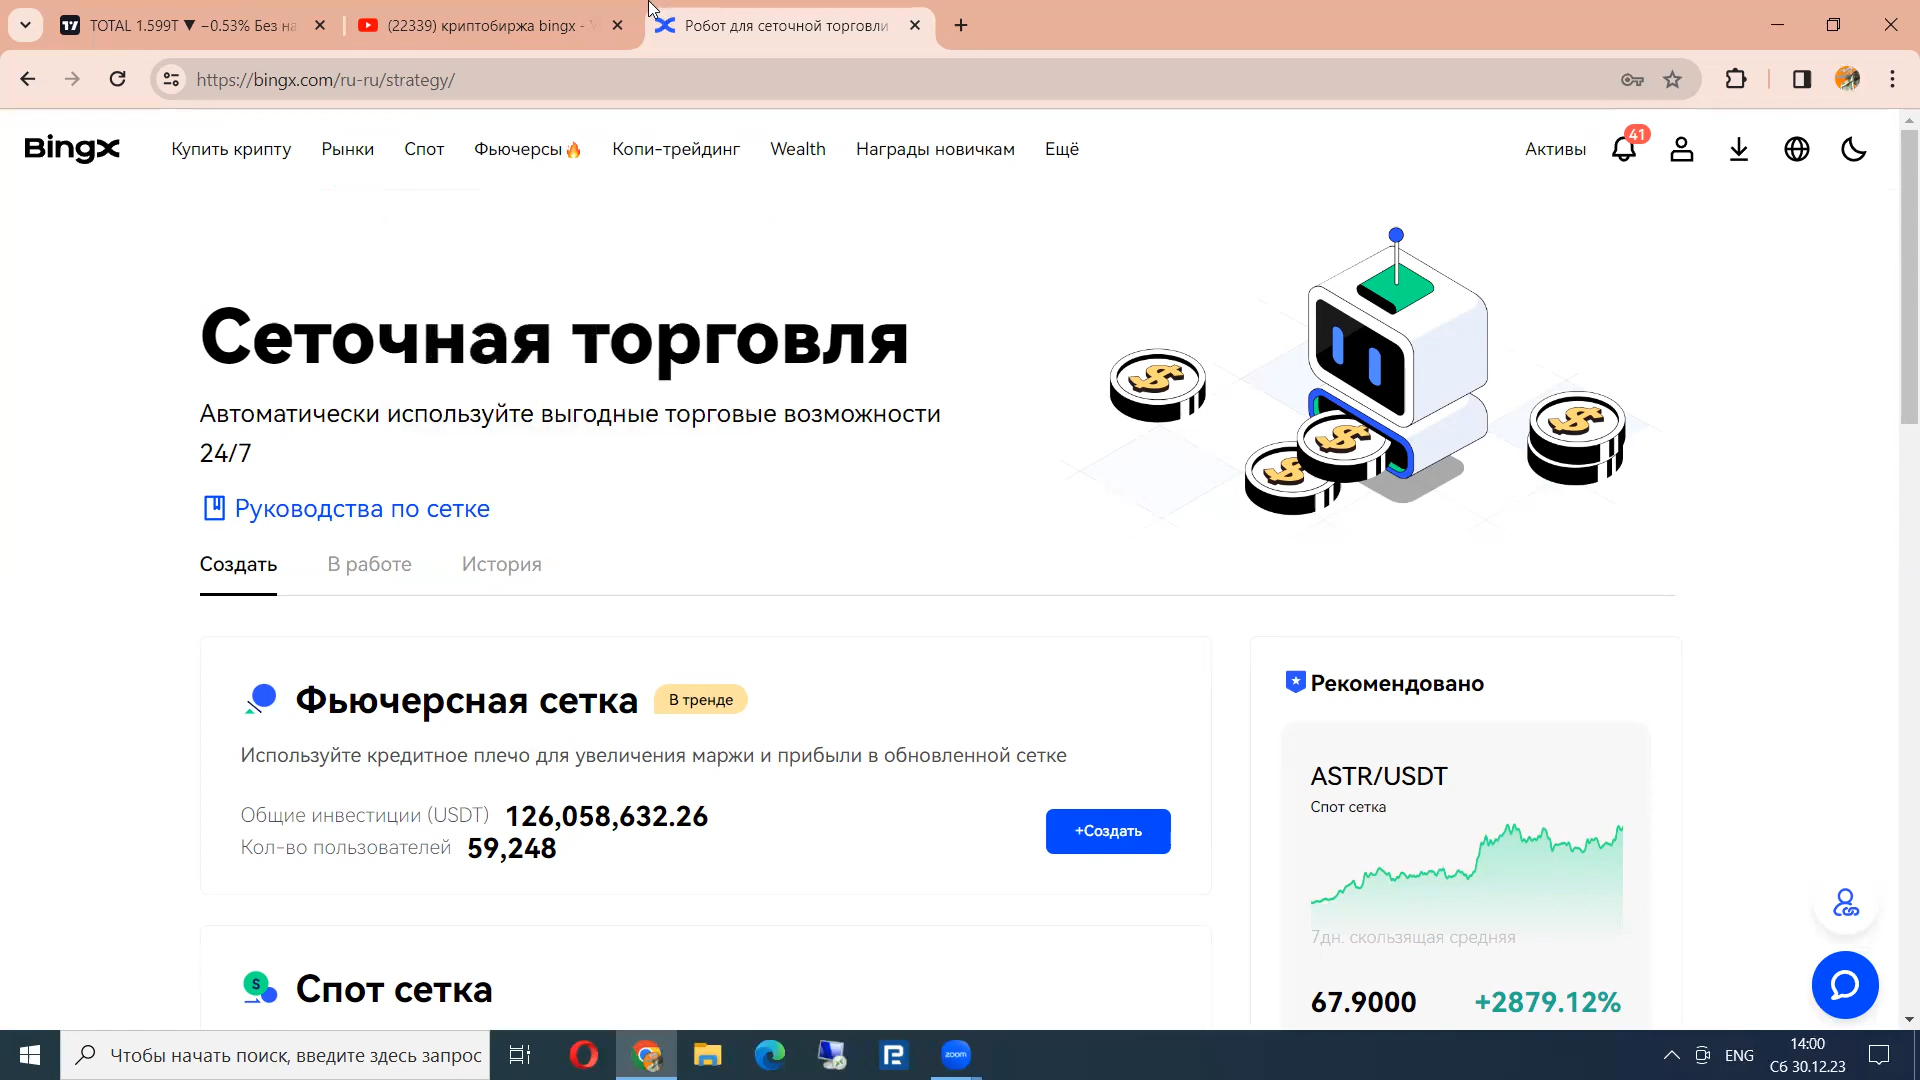 TOTAL 1.599T ▼ −0.53% Без на
(22339) криптобиржа bingx -
Робот для сеточной торговли
https://bingx.com/ru-ru/strategy/
BingX
Купить крипту
Рынки
Спот
Фьючерсы
Копи-трейдинг
Wealth
Награды новичкам
Ещё
Активы
41
Сеточная торговля
Автоматически используйте выгодные торговые возможности
24/7
Руководства по сетке
Создать
В работе
История
Фьючерсная сетка
В тренде
Используйте кредитное плечо для увеличения маржи и прибыли в обновленной сетке
Общие инвестиции (USDT) 126,058,632.26
Кол-во пользователей 59,248
+Создать
Спот сетка
Рекомендовано
ASTR/USDT
Спот сетка
7дн. скользящая средняя
67.9000 +2879.12%
Чтобы начать поиск, введите здесь запрос
zoom
ENG
14:00
Сб 30.12.23